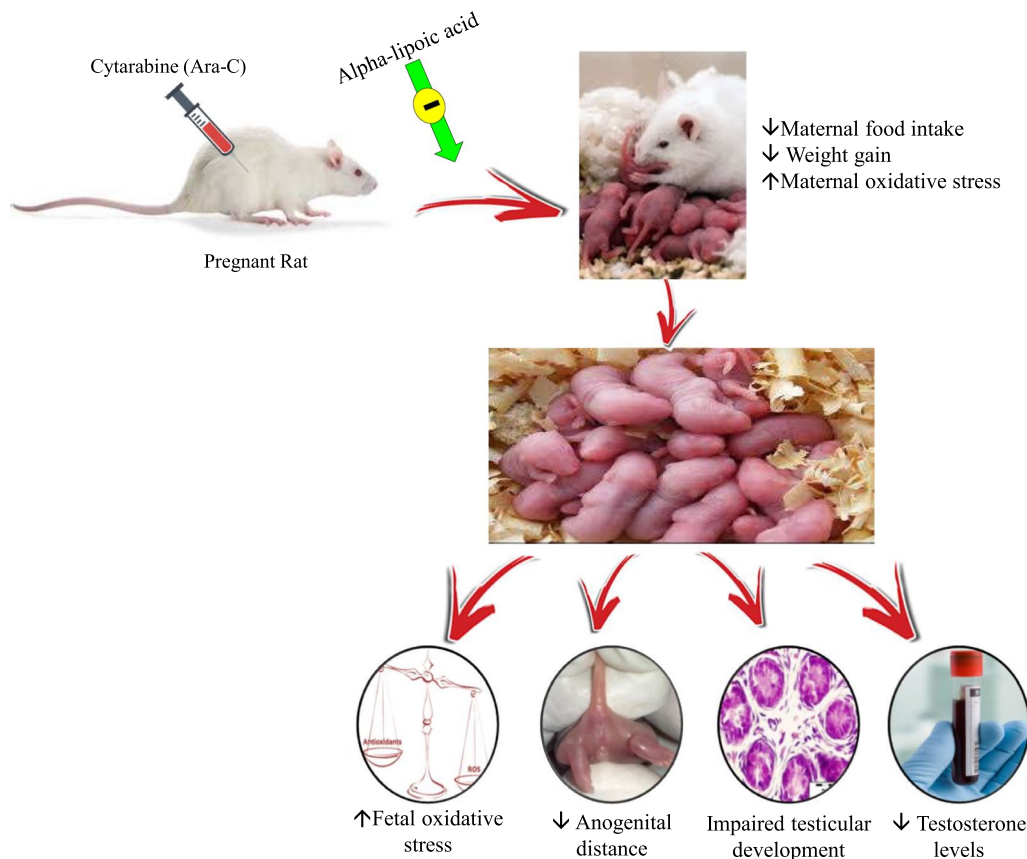 Cytarabine (Ara-C)
Alpha-lipoic acid
Pregnant Rat
↓Maternal food intake
↓ Weight gain
↑Maternal oxidative stress
Antioxidants
ROS
↑Fetal oxidative
stress
↓ Anogenital
distance
Impaired testicular
development
↓ Testosterone
levels